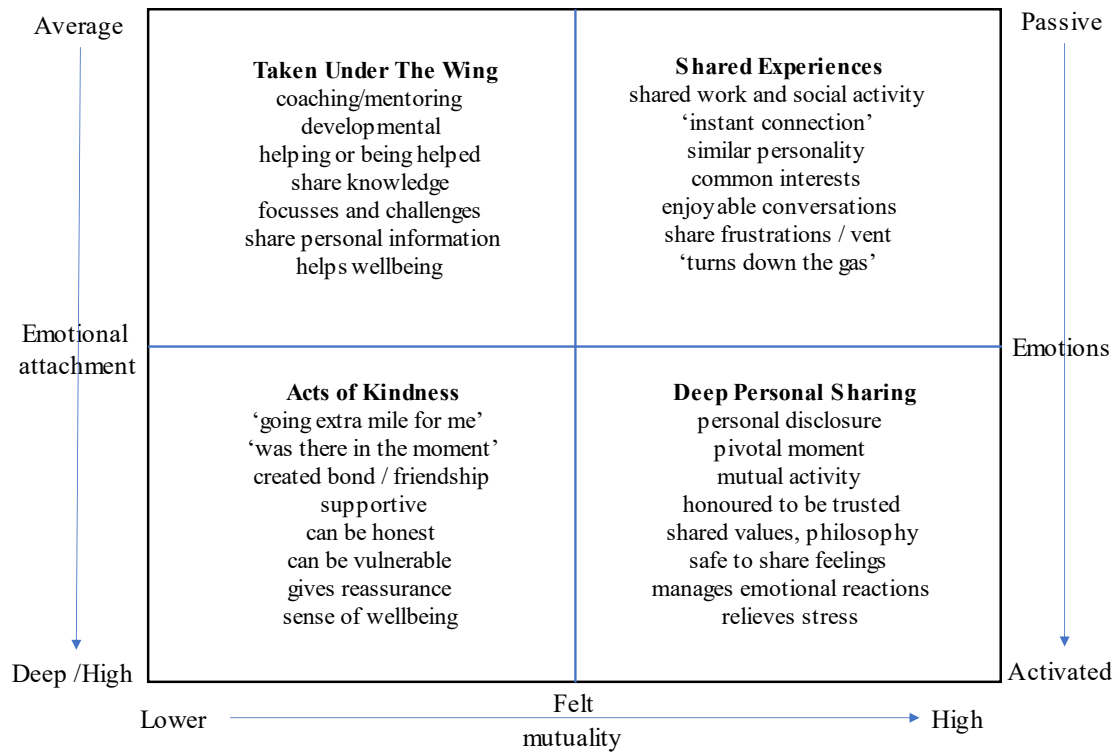 Average
Passive
Taken Under The Wing
coaching/mentoring
developmental
helping or being helped
share knowledge
focusses and challenges
share personal information
helps wellbeing
Shared Experiences
shared work and social activity
‘instant connection’
similar personality
common interests
enjoyable conversations
share frustrations / vent
‘turns down the gas’
Emotional
attachment
Emotions
Acts of Kindness
‘going extra mile for me’
‘was there in the moment’
created bond / friendship
supportive
can be honest
can be vulnerable
gives reassurance
sense of wellbeing
Deep Personal Sharing
personal disclosure
pivotal moment
mutual activity
honoured to be trusted
shared values, philosophy
safe to share feelings
manages emotional reactions
relieves stress
Deep /High
Activated
Lower
Felt
mutuality
High